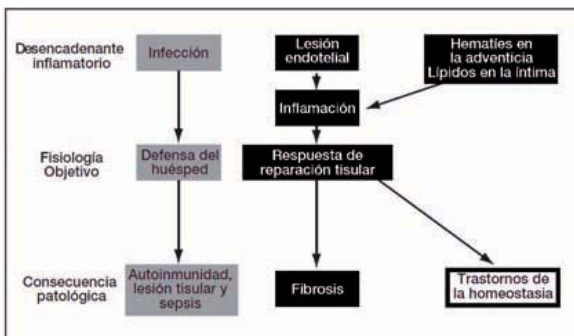 Desencadenante
inflamatorio
Infección
Lesión
endotelial
Hematíes en
la adventicia
Lípidos en la íntima
Inflamación
Fisiología
Objetivo
Defensa del
huésped
Respuesta de
reparación tisular
Consecuencia
patológica
Autoinmunidad,
lesión tisular y
sepsis
Fibrosis
Trastornos de
la homeostasia